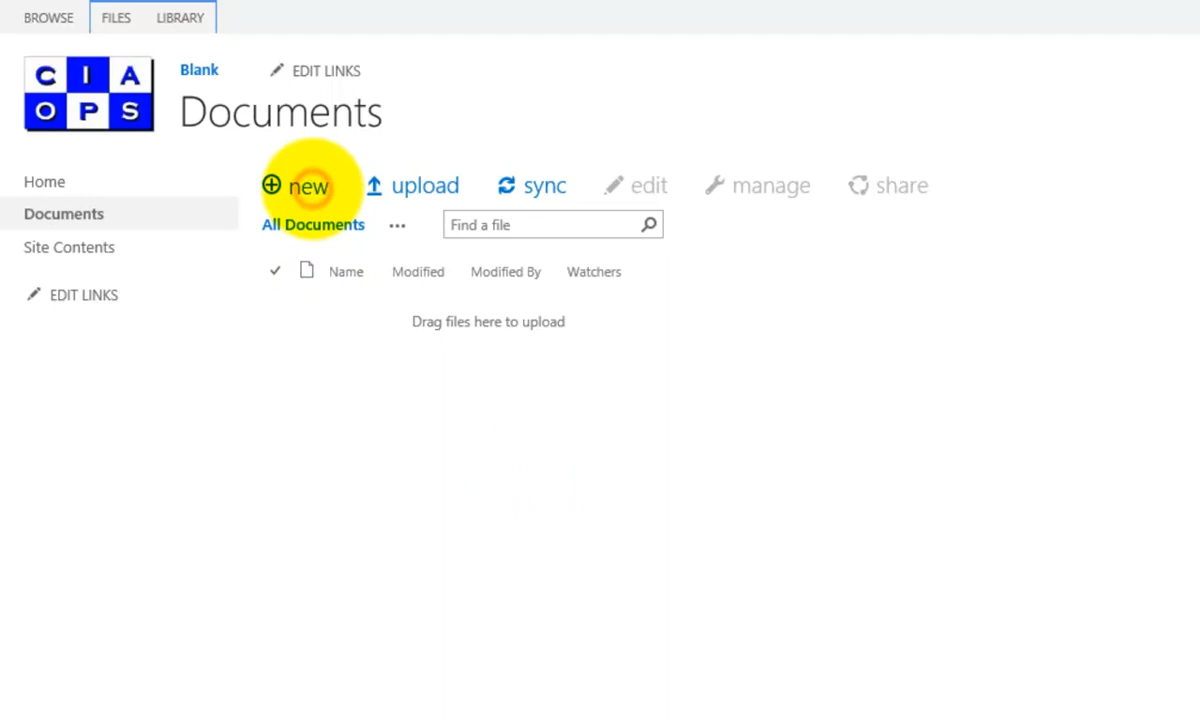 BROWSE FILES LIBRARY
C I A
O P S
Blank EDIT LINKS
Documents
Home
Documents
Site Contents
EDIT LINKS
new upload sync edit manage share
All Documents ... Find a file
Name Modified Modified By Watchers
Drag files here to upload